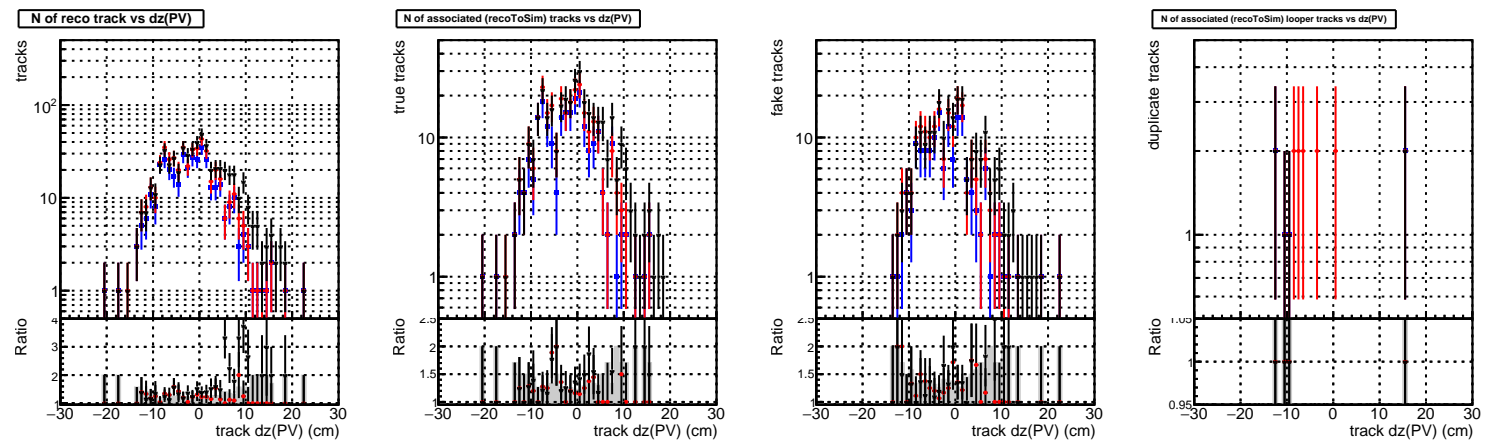 N of reco track vs dz(PV)
tracks
10²
10
1
Ratio
4
3
2
1
−30 −20 −10 0 10 20 30
track dz(PV) (cm)
N of associated (recoToSim) tracks vs dz(PV)
true tracks
10
1
Ratio
2.5
2
1.5
1
−30 −20 −10 0 10 20 30
track dz(PV) (cm)
fake tracks
10
1
Ratio
2.5
2
1.5
1
−30 −20 −10 0 10 20 30
track dz(PV) (cm)
N of associated (recoToSim) looper tracks vs dz(PV)
duplicate tracks
1
Ratio
1.05
1
0.95
−30 −20 −10 0 10 20 30
track dz(PV) (cm)